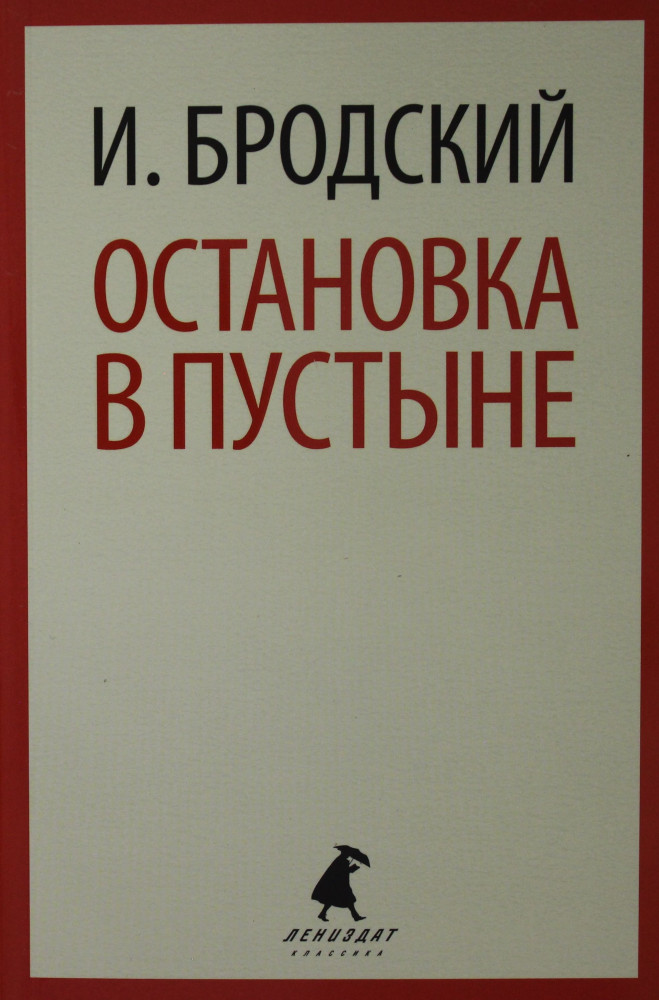 И. БРОДСКИЙ
ОСТАНОВКА
В ПУСТЫНЕ
ЛЕНИЗДАТ
КЛАССИКА